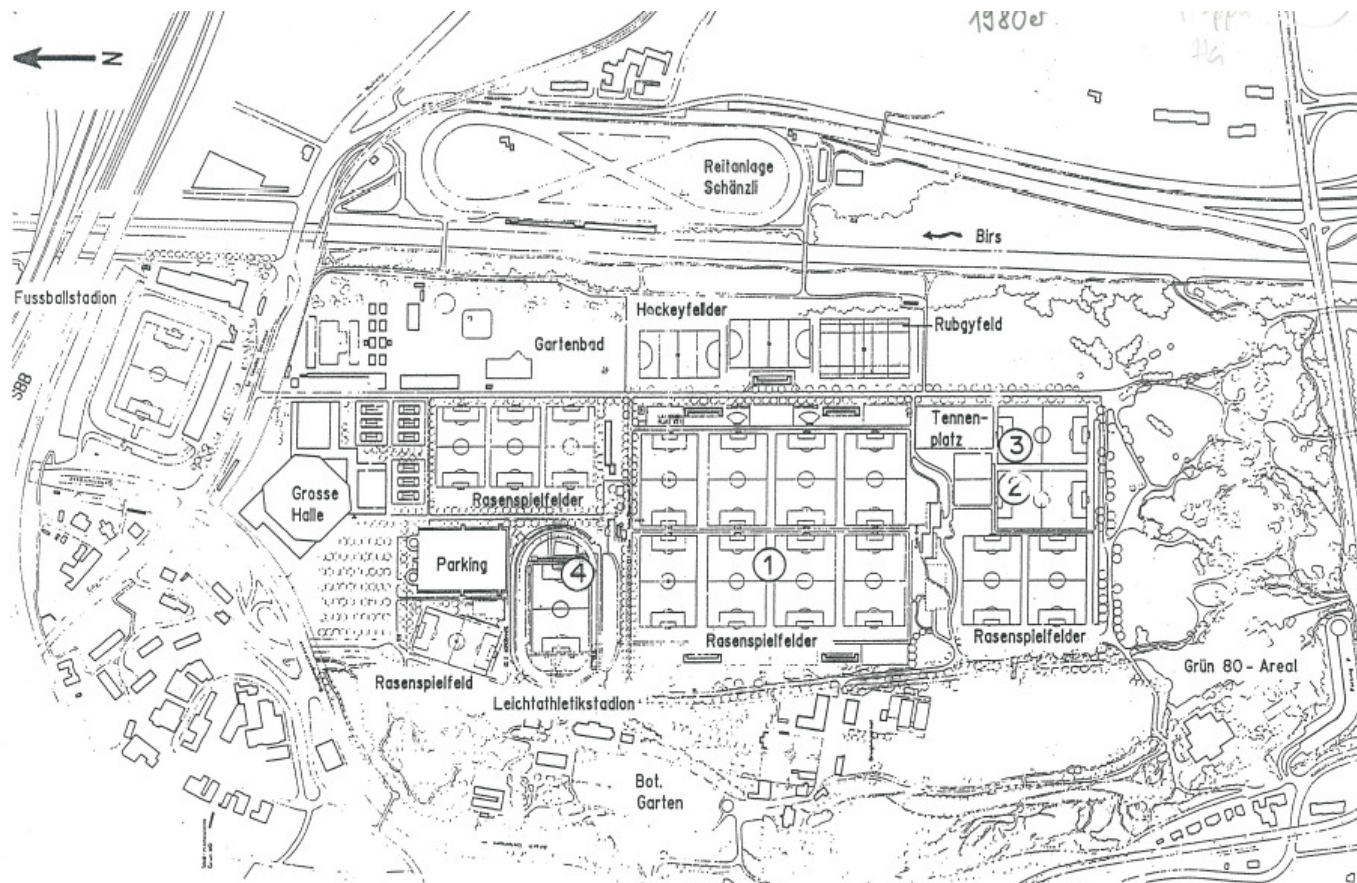 1980er
N
Reitanlage
Schänzli
Birs
Fussballstadion
SBB
Hockeyfelder
Rubgyfeld
Gartenbad
Tennen-
platz
3
2
Grosse
Halle
Rasenspielfelder
Parking
4
1
Rasenspielfelder
Rasenspielfelder
Rasenspielfeld
Grün 80 - Areal
Leichtathletikstadion
Bot.
Garten